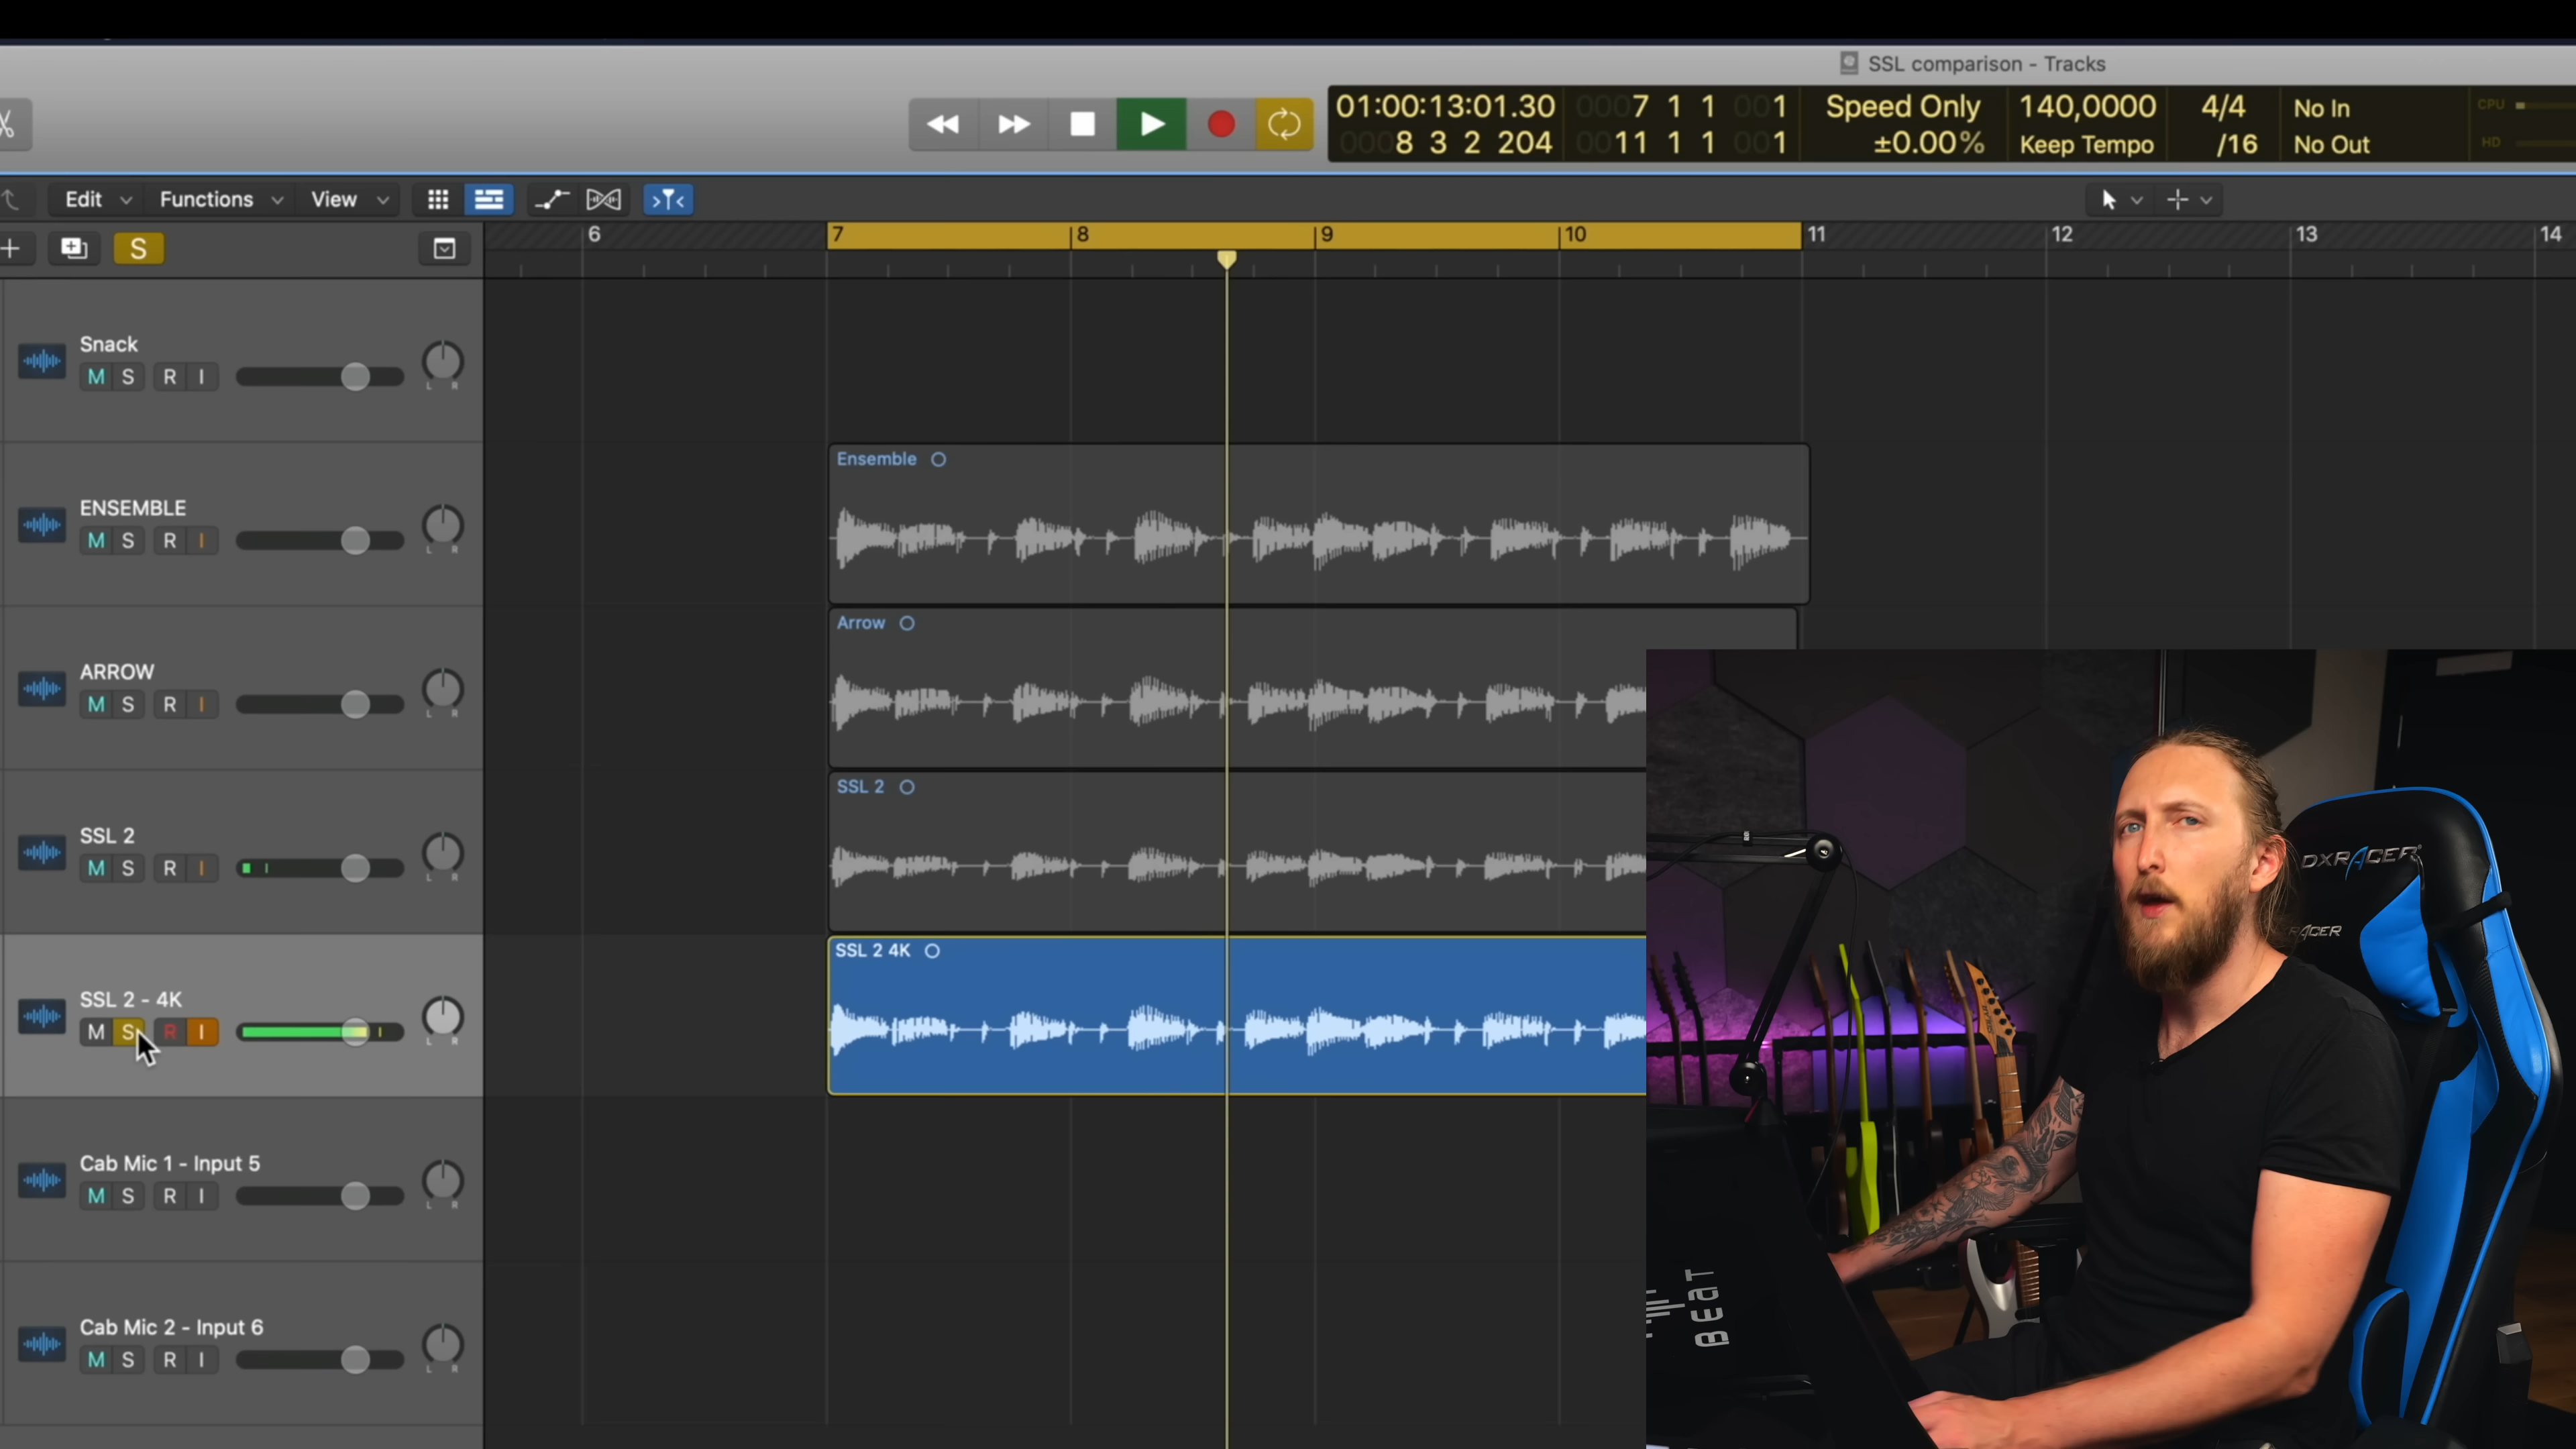 SSL comparison - Tracks
01:00:13:01.30 0007 1 1 001 Speed Only 140,0000 4/4 No In CPU
0008 3 2 204 0011 1 1 001 ±0.00% Keep Tempo /16 No Out HD
Edit Functions View
S
6 7 8 9 10 11 12 13 14
Snack
M S R I
L R
Ensemble
ENSEMBLE
M S R I
L R
Arrow
ARROW
M S R I
L R
SSL 2
SSL 2
M S R I
L R
SSL 2 4K
SSL 2 - 4K
M S R I
L R
Cab Mic 1 - Input 5
M S R I
L R
Cab Mic 2 - Input 6
M S R I
L R
DXRACER
RACER
BEAT